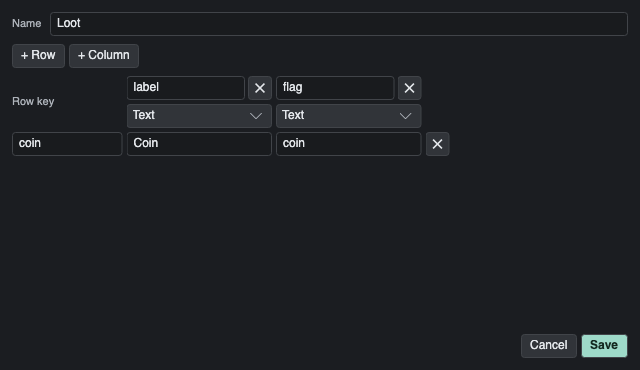 Name Loot
+ Row + Column
label flag
Row key
Text Text
coin Coin coin
Cancel Save